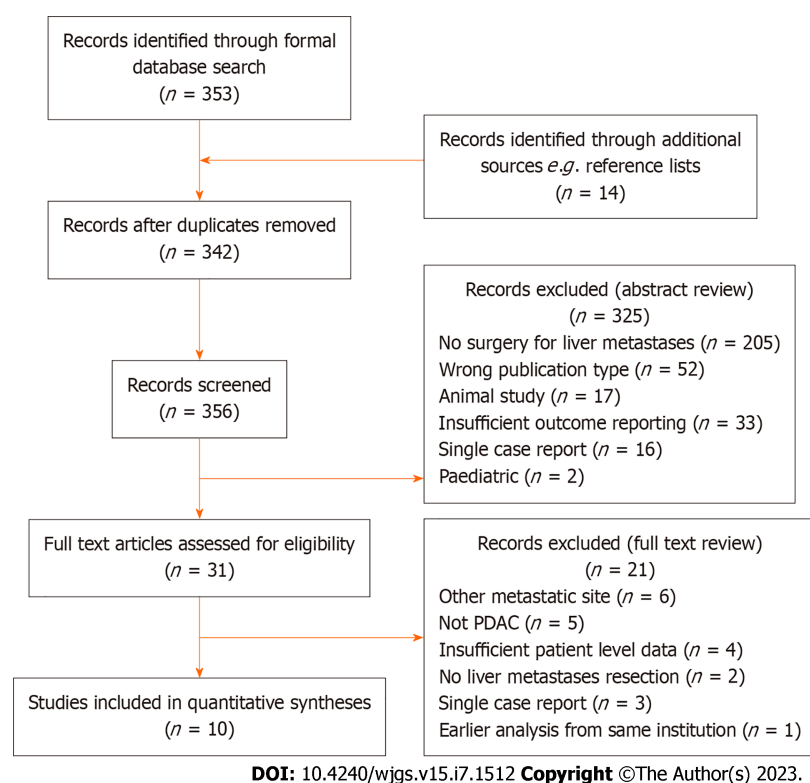 Records identified through formal
database search
(n = 353)
Records identified through additional
sources e.g. reference lists
(n = 14)
Records after duplicates removed
(n = 342)
Records excluded (abstract review)
(n = 325)
No surgery for liver metastases (n = 205)
Wrong publication type (n = 52)
Animal study (n = 17)
Insufficient outcome reporting (n = 33)
Single case report (n = 16)
Paediatric (n = 2)
Records screened
(n = 356)
Full text articles assessed for eligibility
(n = 31)
Records excluded (full text review)
(n = 21)
Other metastatic site (n = 6)
Not PDAC (n = 5)
Insufficient patient level data (n = 4)
No liver metastases resection (n = 2)
Single case report (n = 3)
Earlier analysis from same institution (n = 1)
Studies included in quantitative syntheses
(n = 10)
DOI: 10.4240/wjgs.v15.i7.1512 Copyright ©The Author(s) 2023.